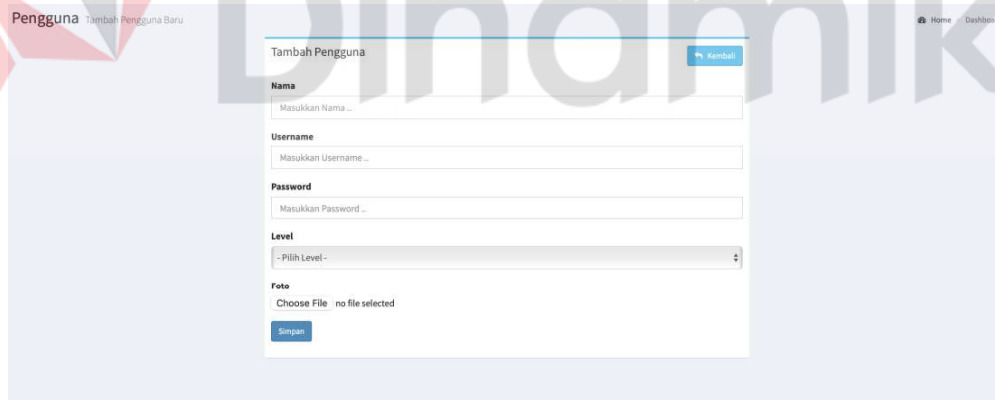 Pengguna Tambah Pengguna Baru
Home Dashbo
Tambah Pengguna
Kembali
Nama
Masukkan Nama ..
Username
Masukkan Username ..
Password
Masukkan Password ..
Level
- Pilih Level -
Foto
Choose File no file selected
Simpan
Dinamik